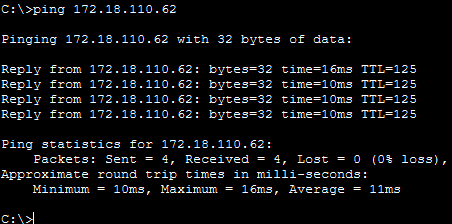 C:\>ping 172.18.110.62
Pinging 172.18.110.62 with 32 bytes of data:
Reply from 172.18.110.62: bytes=32 time=16ms TTL=125
Reply from 172.18.110.62: bytes=32 time=10ms TTL=125
Reply from 172.18.110.62: bytes=32 time=10ms TTL=125
Reply from 172.18.110.62: bytes=32 time=10ms TTL=125
Ping statistics for 172.18.110.62:
    Packets: Sent = 4, Received = 4, Lost = 0 (0% loss),
Approximate round trip times in milli-seconds:
    Minimum = 10ms, Maximum = 16ms, Average = 11ms
C:\>